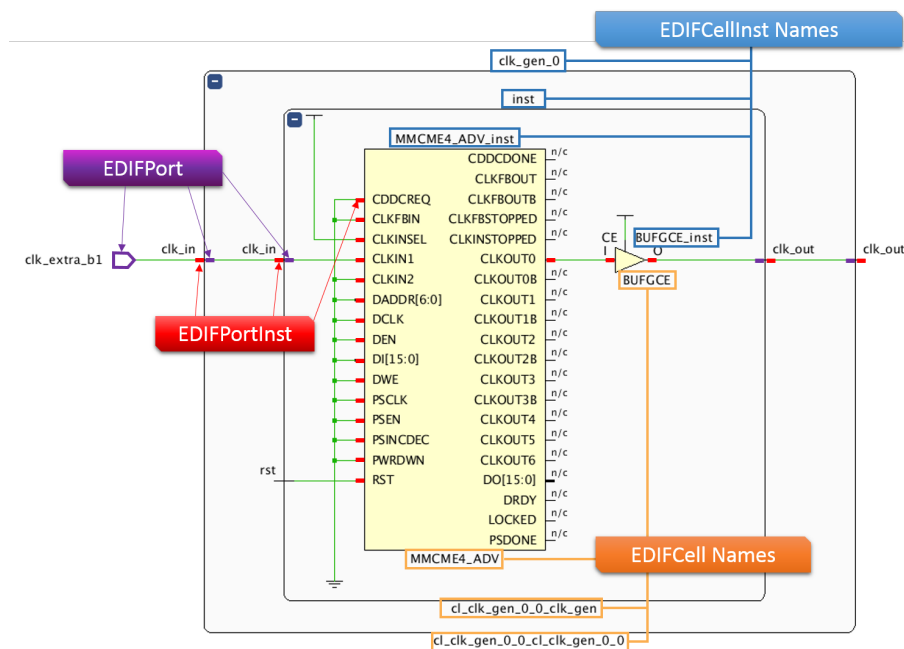 EDIFCellInst Names
clk_gen_0
inst
MMCME4_ADV_inst
EDIFPort
clk_extra_b1
clk_in
clk_in
EDIFPortInst
rst
CDDCREQ
CLKFBIN
CLKINSEL
CLKIN1
CLKIN2
DADDR[6:0]
DCLK
DEN
DI[15:0]
DWE
PSCLK
PSEN
PSINCDEC
PWRDWN
RST
CDDCDONE n/c
CLKFBOUT n/c
CLKFBOUTB n/c
CLKFBSTOPPED n/c
CLKINSTOPPED n/c
CLKOUT0
CLKOUT0B n/c
CLKOUT1 n/c
CLKOUT1B n/c
CLKOUT2 n/c
CLKOUT2B n/c
CLKOUT3 n/c
CLKOUT3B n/c
CLKOUT4 n/c
CLKOUT5 n/c
CLKOUT6 n/c
DO[15:0] n/c
DRDY n/c
LOCKED n/c
PSDONE n/c
CE
BUFGCE_inst
I
O
BUFGCE
clk_out
clk_out
MMCME4_ADV
EDIFCell Names
cl_clk_gen_0_0_clk_gen
cl_clk_gen_0_0_cl_clk_gen_0_0